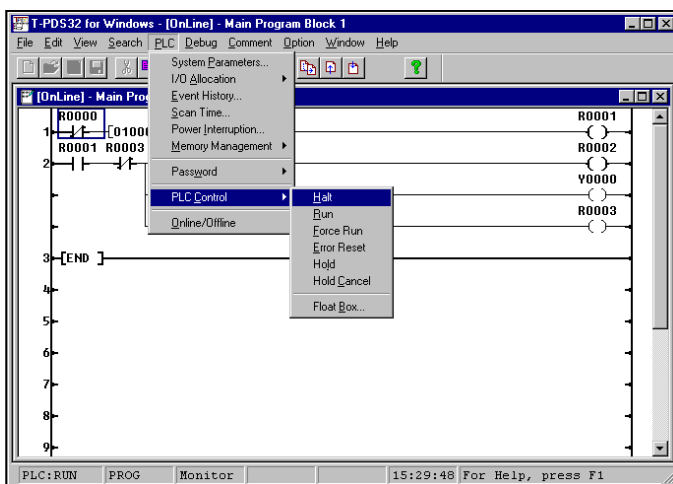 T-PDS32 for Windows - [OnLine] - Main Program Block 1
File Edit View Search PLC Debug Comment Option Window Help
System Parameters...
I/O Allocation
Event History...
Scan Time...
Power Interruption...
Memory Management
Password
PLC Control
Online/Offline
Halt
Run
Force Run
Error Reset
Hold
Hold Cancel
Float Box...
[OnLine] - Main Prog
R0000 R0001
1 [01000
R0001 R0003 R0002
2
Y0000
R0003
3 [END ]
4
5
6
7
8
9
PLC:RUN PROG Monitor 15:29:48 For Help, press F1